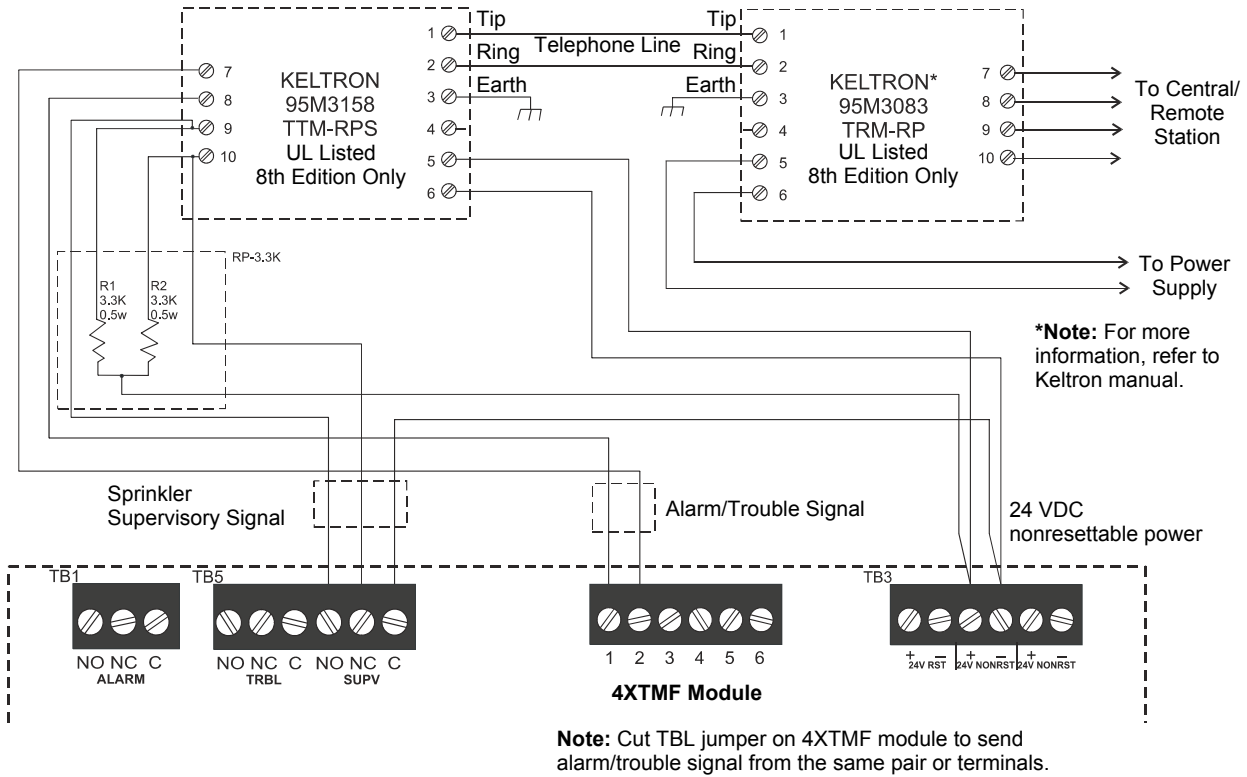 1 Tip
Telephone Line
Tip 1
2 Ring
Ring 2
3 Earth
Earth 3
4
4
5
5
6
6
7
8
9
10
KELTRON
95M3158
TTM-RPS
UL Listed
8th Edition Only
KELTRON*
95M3083
TRM-RP
UL Listed
8th Edition Only
7
8
9
10
To Central/
Remote
Station
To Power
Supply
*Note: For more
information, refer to
Keltron manual.
RP-3.3K
R1
3.3K
0.5w
R2
3.3K
0.5w
Sprinkler
Supervisory Signal
Alarm/Trouble Signal
24 VDC
nonresettable power
TB1
NO NC C
ALARM
TB5
NO NC C NO NC C
TRBL SUPV
1 2 3 4 5 6
4XTMF Module
TB3
+ – + – + –
24V RST 24V NONRST 24V NONRST
Note: Cut TBL jumper on 4XTMF module to send
alarm/trouble signal from the same pair or terminals.